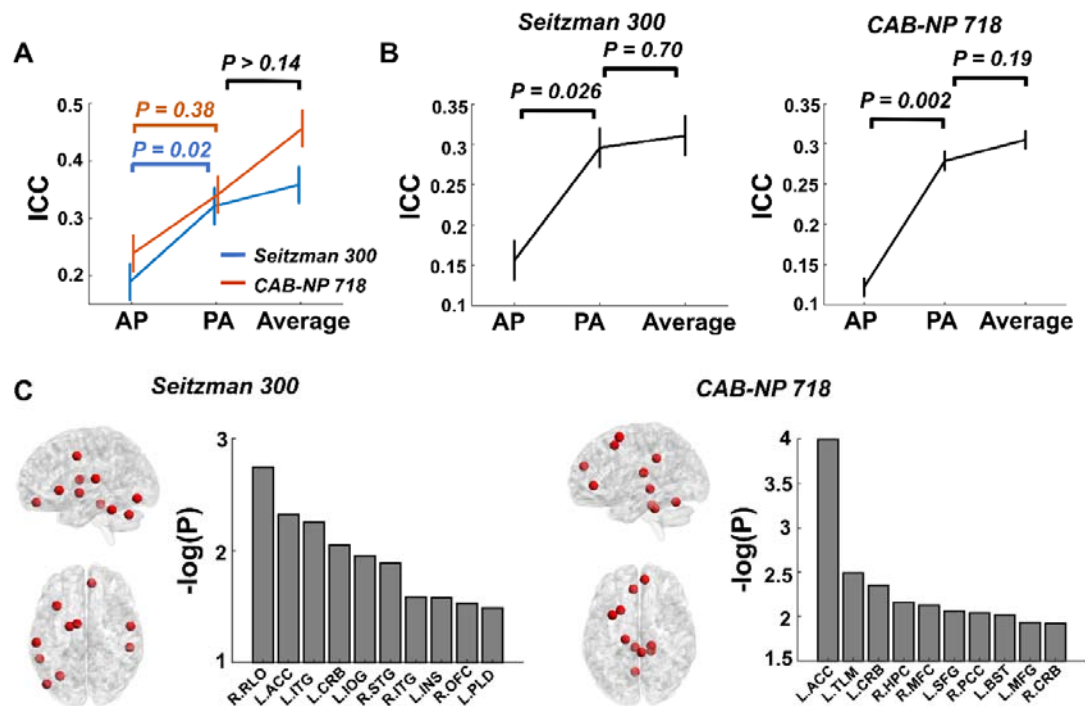 Seitzman 300
CAB-NP 718
A
B
P > 0.14
P = 0.38
P = 0.02
ICC
0.5
0.4
0.3
0.2
Seitzman 300
CAB-NP 718
AP
PA
Average
P = 0.70
P = 0.026
ICC
0.35
0.3
0.25
0.2
0.15
0.1
AP
PA
Average
P = 0.19
P = 0.002
ICC
0.35
0.3
0.25
0.2
0.15
0.1
AP
PA
Average
C
Seitzman 300
CAB-NP 718
-log(P)
3
2
1
R.RLO
L.ACC
L.ITG
L.CRB
L.IOG
R.STG
R.ITG
L.INS
R.OFC
L.PLD
-log(P)
4
3.5
3
2.5
2
1.5
L.ACC
L.TLM
L.CRB
R.HPC
R.MFC
L.SFG
R.PCC
L.BST
L.MFG
R.CRB